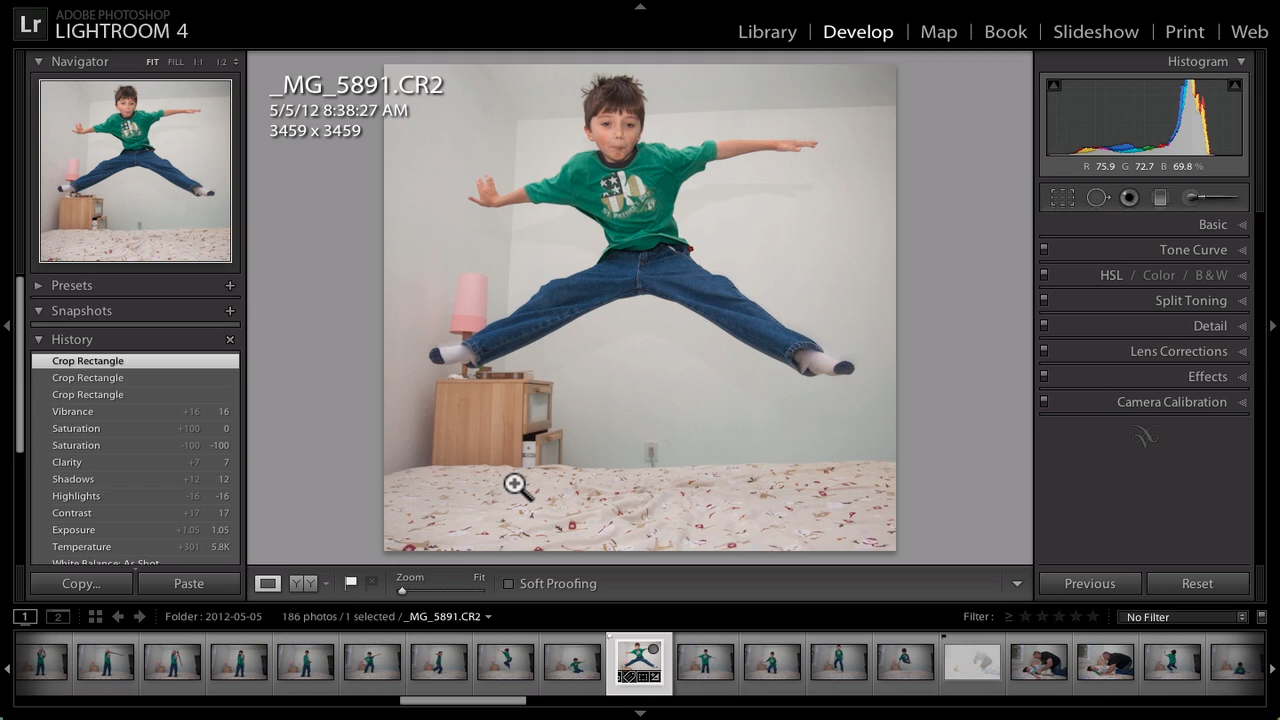 Lr
ADOBE PHOTOSHOP
LIGHTROOM 4
Library | Develop | Map | Book | Slideshow | Print | Web
Navigator FIT FILL 1:1 1:2
Presets
Snapshots
History
Crop Rectangle
Crop Rectangle
Crop Rectangle
Vibrance +16 16
Saturation +100 0
Saturation -100 -100
Clarity +7 7
Shadows +12 12
Highlights -16 -16
Contrast +17 17
Exposure +1.05 1.05
Temperature +301 5.8K
White Balance: As Shot
Copy... Paste
_MG_5891.CR2
5/5/12 8:38:27 AM
3459 x 3459
Zoom Fit
Soft Proofing
Histogram
R 75.9 G 72.7 B 69.8 %
Basic
Tone Curve
HSL / Color / B & W
Split Toning
Detail
Lens Corrections
Effects
Camera Calibration
Previous Reset
1 2 Folder : 2012-05-05 186 photos / 1 selected / _MG_5891.CR2 Filter : No Filter